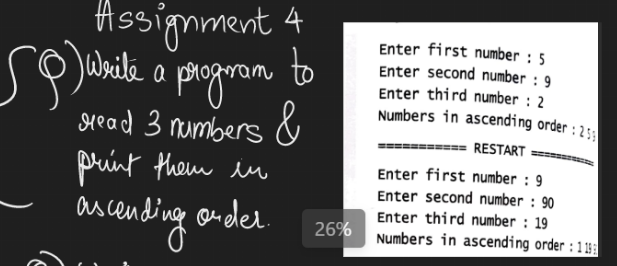 Assignment 4
Q) Write a program to
read 3 numbers &
print them in
ascending order.
26%
Enter first number : 5
Enter second number : 9
Enter third number : 2
Numbers in ascending order : 2 5
=========== RESTART ===========
Enter first number : 9
Enter second number : 90
Enter third number : 19
Numbers in ascending order :